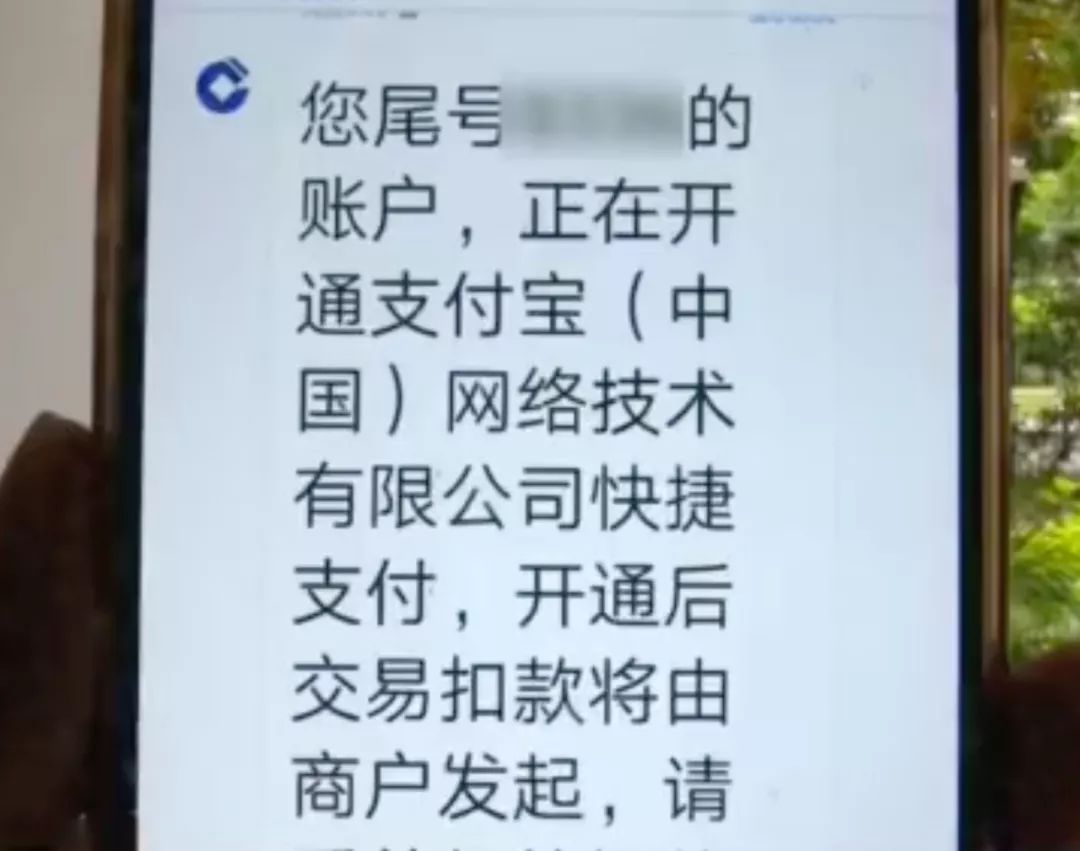 您尾号 的
账户，正在开
通支付宝（中
国）网络技术
有限公司快捷
支付，开通后
交易扣款将由
商户发起，请